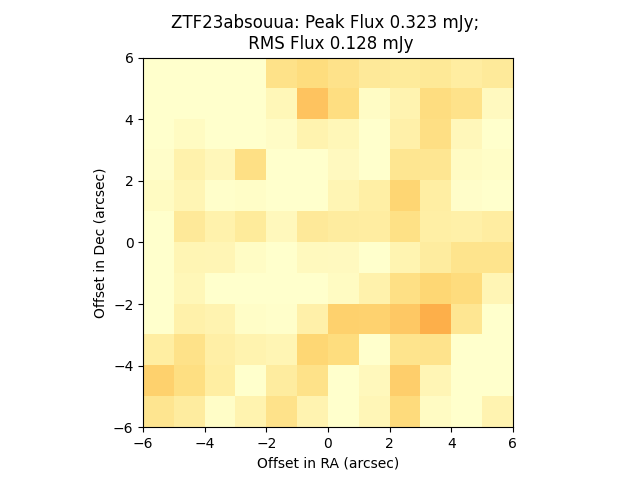 ZTF23absouua: Peak Flux 0.323 mJy;
RMS Flux 0.128 mJy
6
4
2
0
−2
−4
−6
Offset in Dec (arcsec)
−6 −4 −2 0 2 4 6
Offset in RA (arcsec)